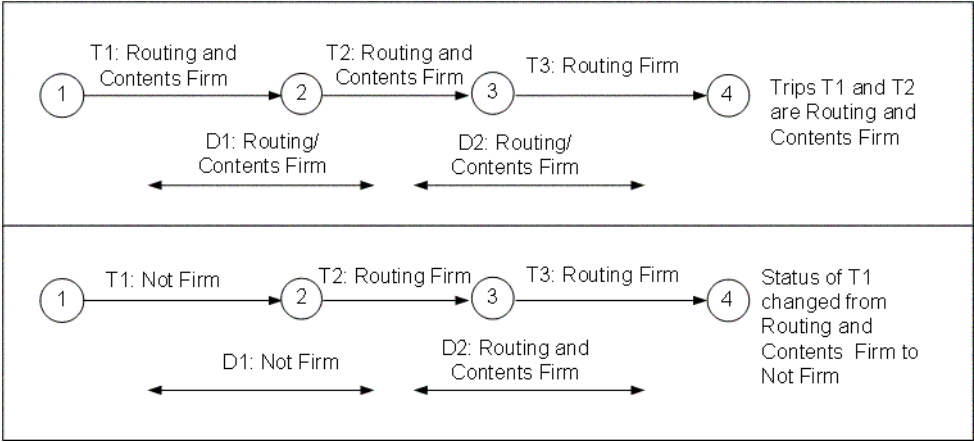 T1: Routing and
Contents Firm
T2: Routing and
Contents Firm
T3: Routing Firm
1
2
3
4
Trips T1 and T2
are Routing and
Contents Firm
D1: Routing/
Contents Firm
D2: Routing/
Contents Firm
T1: Not Firm
T2: Routing Firm
T3: Routing Firm
1
2
3
4
Status of T1
changed from
Routing and
Contents Firm to
Not Firm
D1: Not Firm
D2: Routing and
Contents Firm